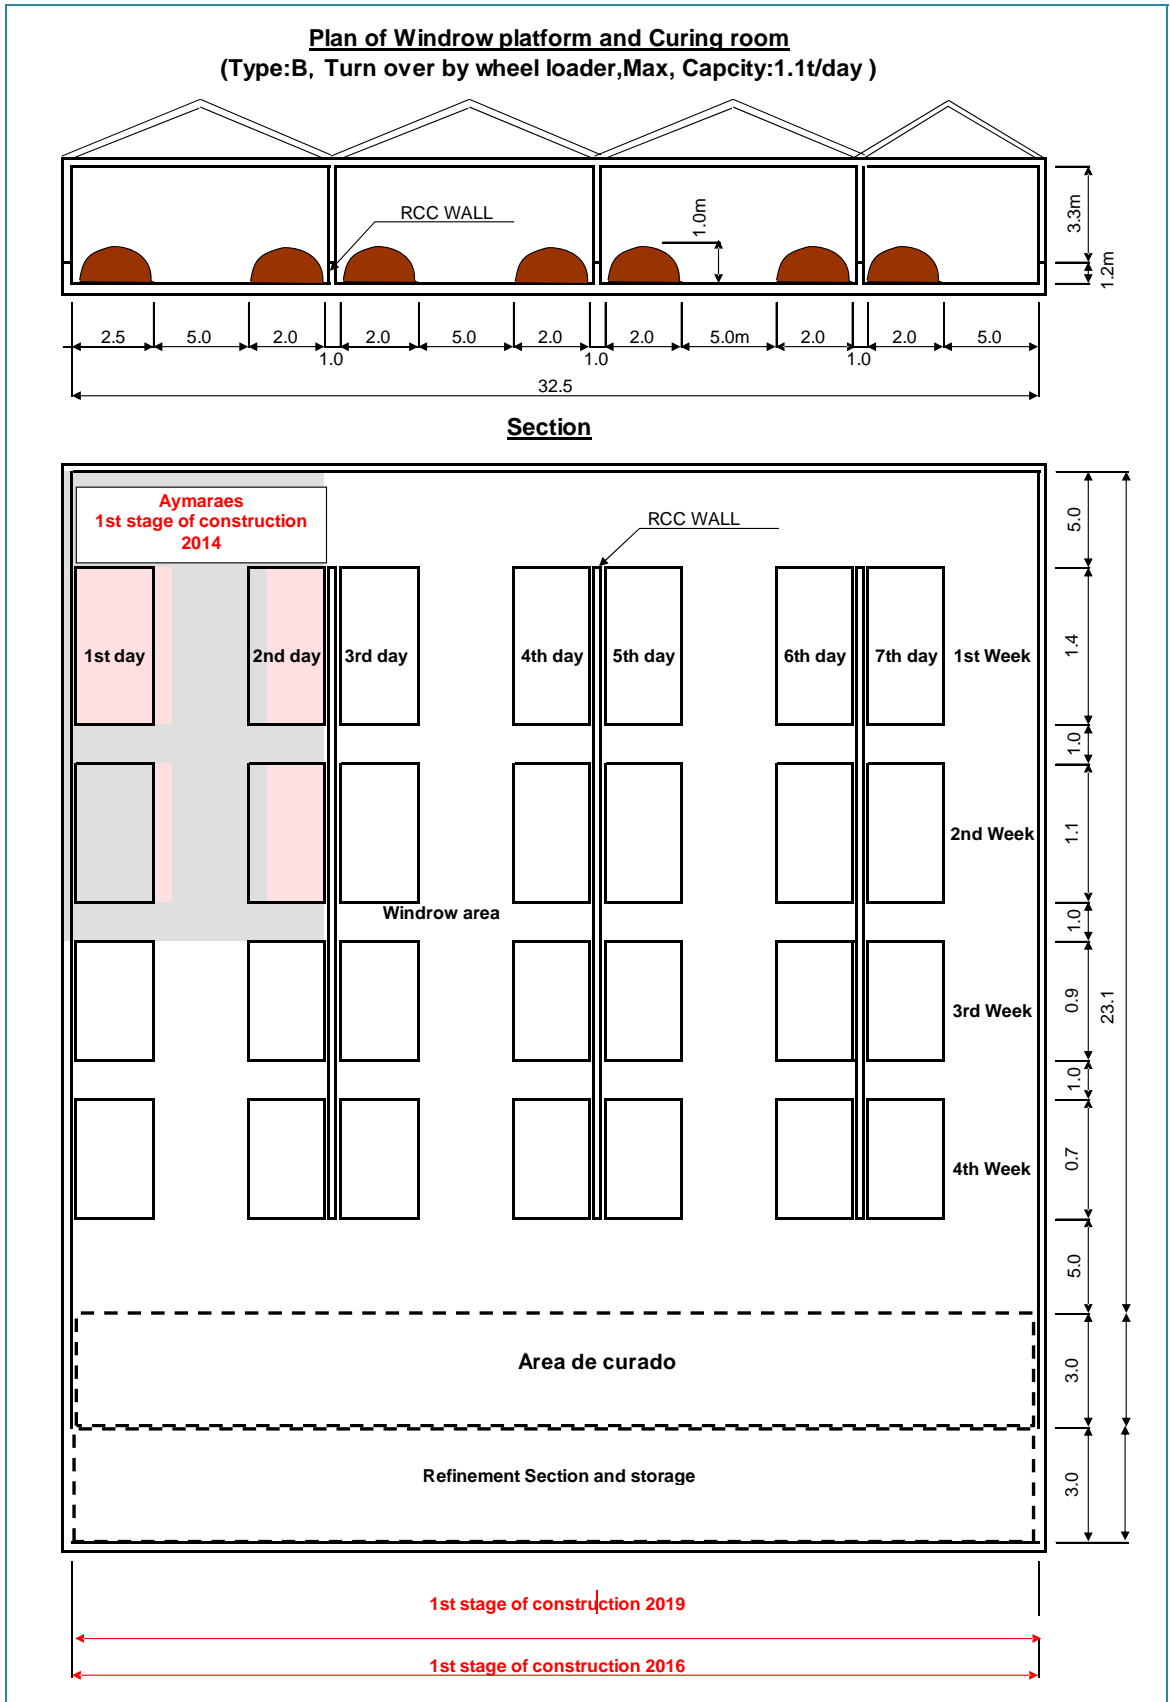 Plan of Windrow platform and Curing room
(Type:B, Turn over by wheel loader,Max, Capcity:1.1t/day )
RCC WALL
1.0m
3.3m
1.2m
2.5 5.0 2.0 1.0 2.0 5.0 2.0 1.0 2.0 5.0m 2.0 1.0 2.0 5.0
32.5
Section
Aymaraes
1st stage of construction
2014
RCC WALL
5.0
1st day 2nd day 3rd day 4th day 5th day 6th day 7th day 1st Week
1.4
1.0
2nd Week
1.1
Windrow area
1.0
3rd Week
0.9
23.1
1.0
4th Week
0.7
5.0
Area de curado
3.0
Refinement Section and storage
3.0
1st stage of construction 2019
1st stage of construction 2016